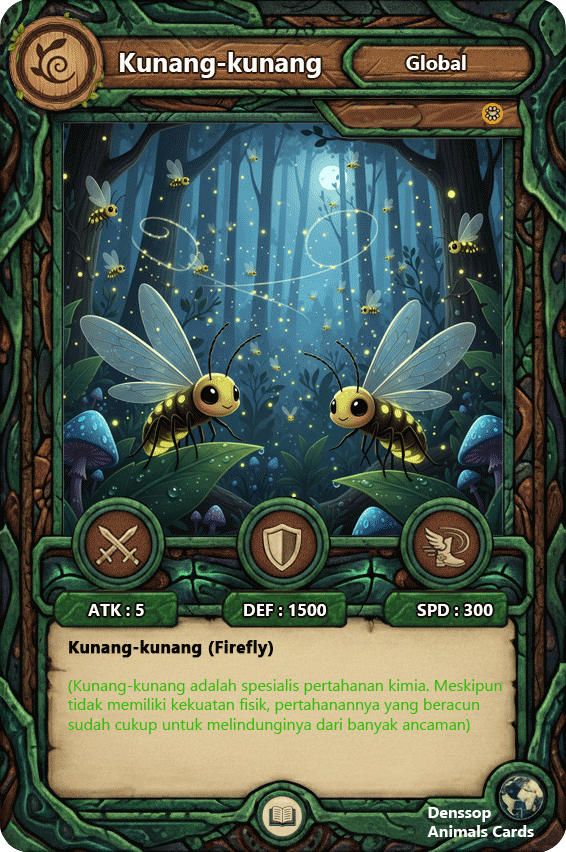 Kunang-kunang
Global
ATK : 5
DEF : 1500
SPD : 300
Kunang-kunang (Firefly)
(Kunang-kunang adalah spesialis pertahanan kimia. Meskipun
tidak memiliki kekuatan fisik, pertahanannya yang beracun
sudah cukup untuk melindunginya dari banyak ancaman)
Denssop
Animals Cards